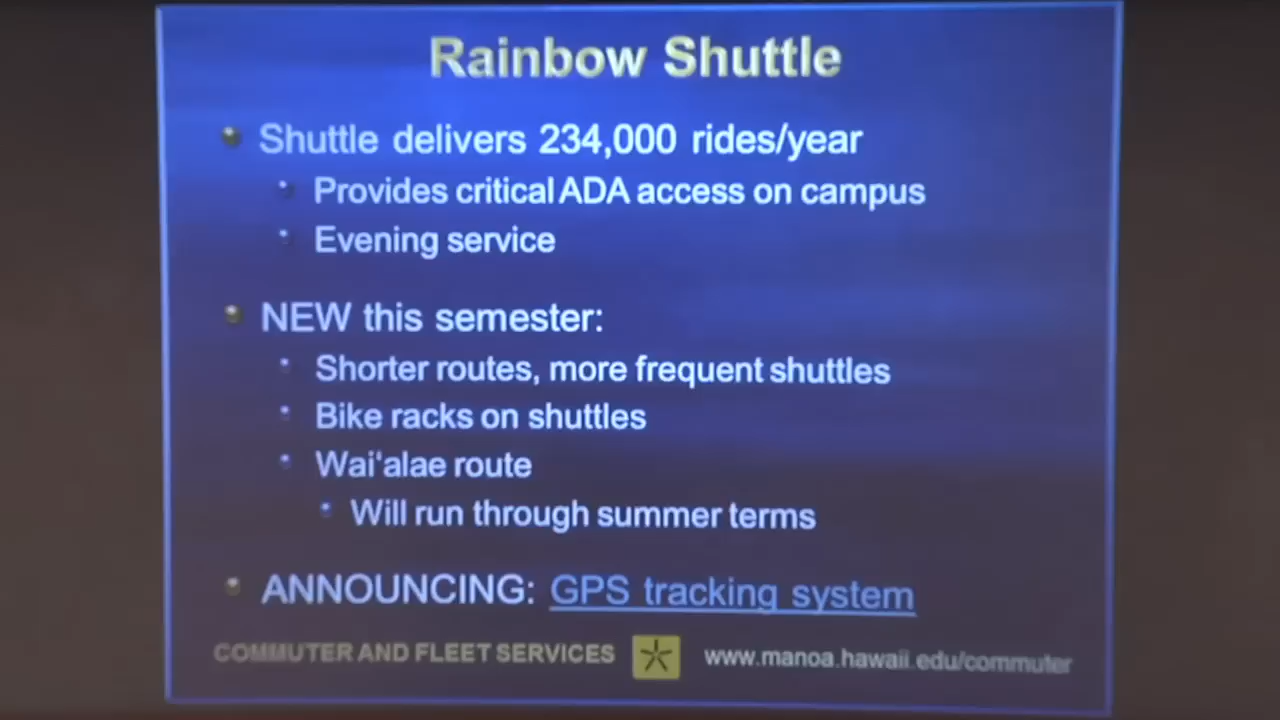 Rainbow Shuttle
Shuttle delivers 234,000 rides/year
Provides critical ADA access on campus
Evening service
NEW this semester:
Shorter routes, more frequent shuttles
Bike racks on shuttles
Wai'alae route
Will run through summer terms
ANNOUNCING: GPS tracking system
COMMUTER AND FLEET SERVICES www.manoa.hawaii.edu/commuter